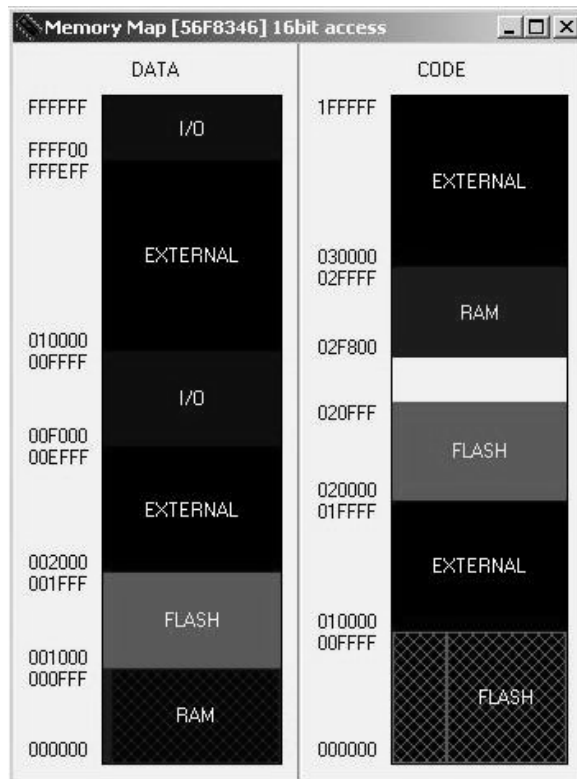 Memory Map [56F8346] 16bit access
DATA
FFFFFF
I/O
FFFF00
FFFEFF
EXTERNAL
010000
00FFFF
I/O
00F000
00EFFF
EXTERNAL
002000
001FFF
FLASH
001000
000FFF
RAM
000000
CODE
1FFFFF
EXTERNAL
030000
02FFFF
RAM
02F800
020FFF
FLASH
020000
01FFFF
EXTERNAL
010000
00FFFF
FLASH
000000